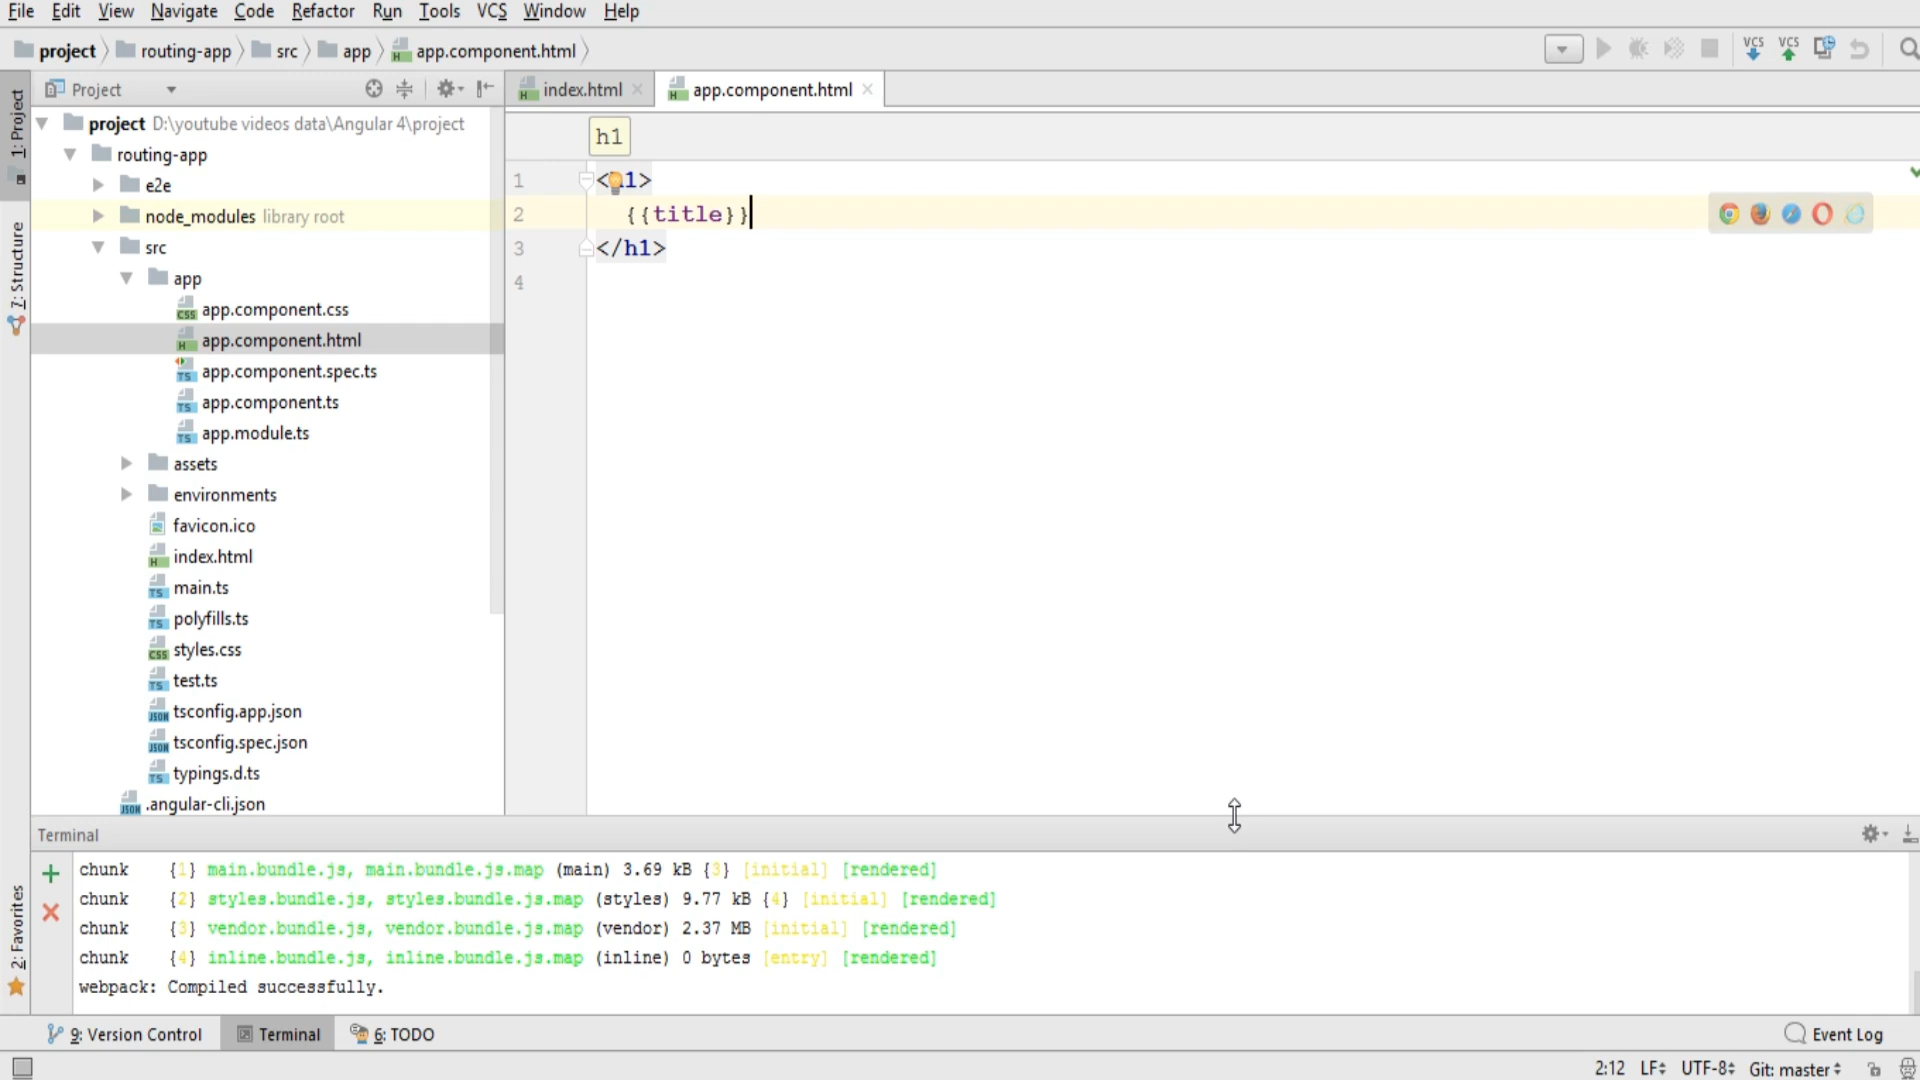 File Edit View Navigate Code Refactor Run Tools VCS Window Help
project routing-app src app app.component.html
VCS VCS
Project
index.html
app.component.html
1: Project
7: Structure
2: Favorites
project D:\youtube videos data\Angular 4\project
routing-app
e2e
node_modules library root
src
app
app.component.css
app.component.html
app.component.spec.ts
app.component.ts
app.module.ts
assets
environments
favicon.ico
index.html
main.ts
polyfills.ts
styles.css
test.ts
tsconfig.app.json
tsconfig.spec.json
typings.d.ts
.angular-cli.json
h1
1 <h1>
2 {{title}}
3 </h1>
4
Terminal
chunk {1} main.bundle.js, main.bundle.js.map (main) 3.69 kB {3} [initial] [rendered]
chunk {2} styles.bundle.js, styles.bundle.js.map (styles) 9.77 kB {4} [initial] [rendered]
chunk {3} vendor.bundle.js, vendor.bundle.js.map (vendor) 2.37 MB [initial] [rendered]
chunk {4} inline.bundle.js, inline.bundle.js.map (inline) 0 bytes [entry] [rendered]
webpack: Compiled successfully.
9: Version Control Terminal 6: TODO Event Log
2:12 LF UTF-8 Git: master